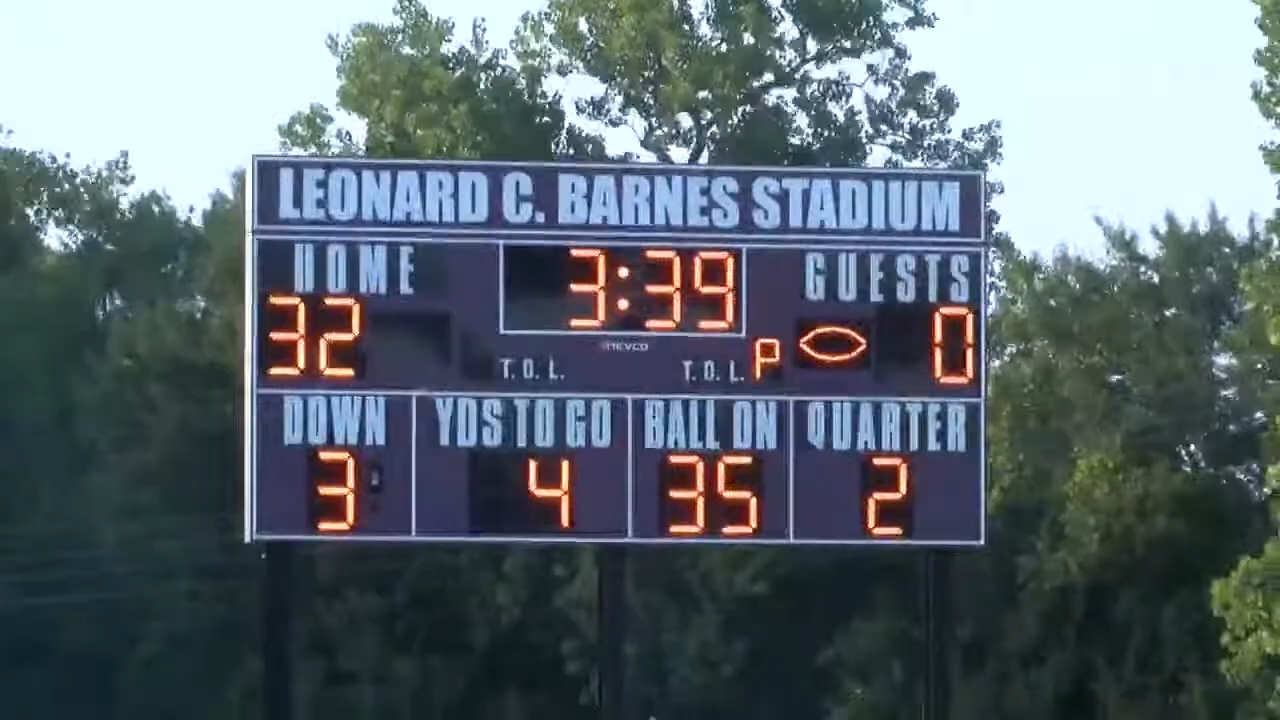 LEONARD C. BARNES STADIUM
HOME 3:39 GUESTS
32 P 0
NEVCO
T.O.L. T.O.L.
DOWN YDS TO GO BALL ON QUARTER
3 4 35 2